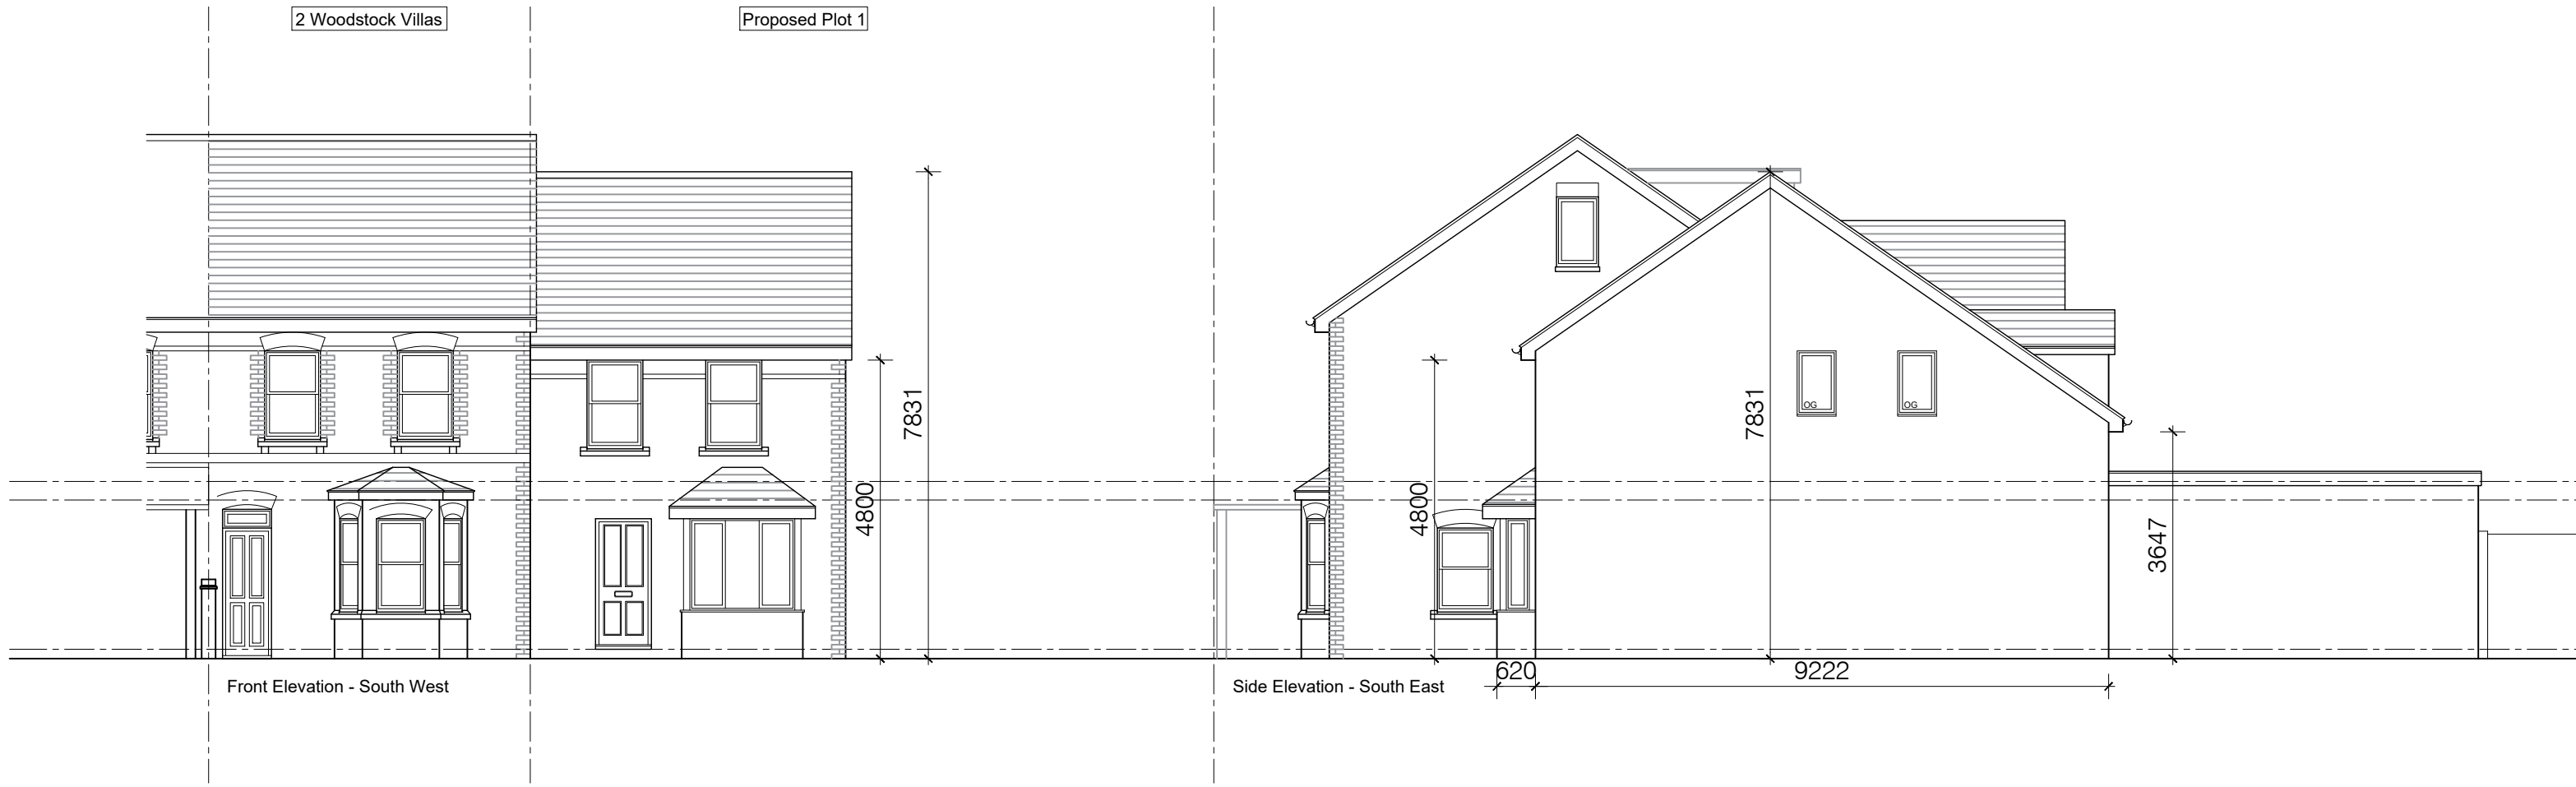 2 Woodstock Villas
Proposed Plot 1
7831
4800
4800
7831
OG
OG
3647
620
9222
Front Elevation - South West
Side Elevation - South East